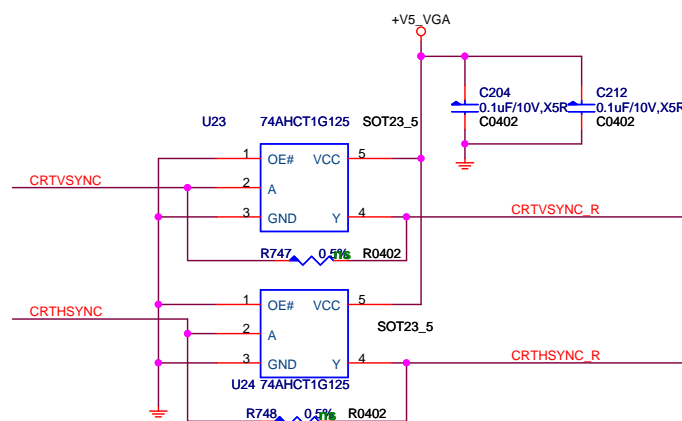 +V5_VGA
C204
0.1uF/10V,X5R
C0402
C212
0.1uF/10V,X5R
C0402
U23 74AHCT1G125 SOT23_5
1 OE# VCC 5
CRTVSYNC
2 A
3 GND Y 4
CRTVSYNC_R
R747 0.5% ns R0402
1 OE# VCC 5
CRTHSYNC
2 A
SOT23_5
3 GND Y 4
CRTHSYNC_R
U24 74AHCT1G125
R748 0.5% ns R0402